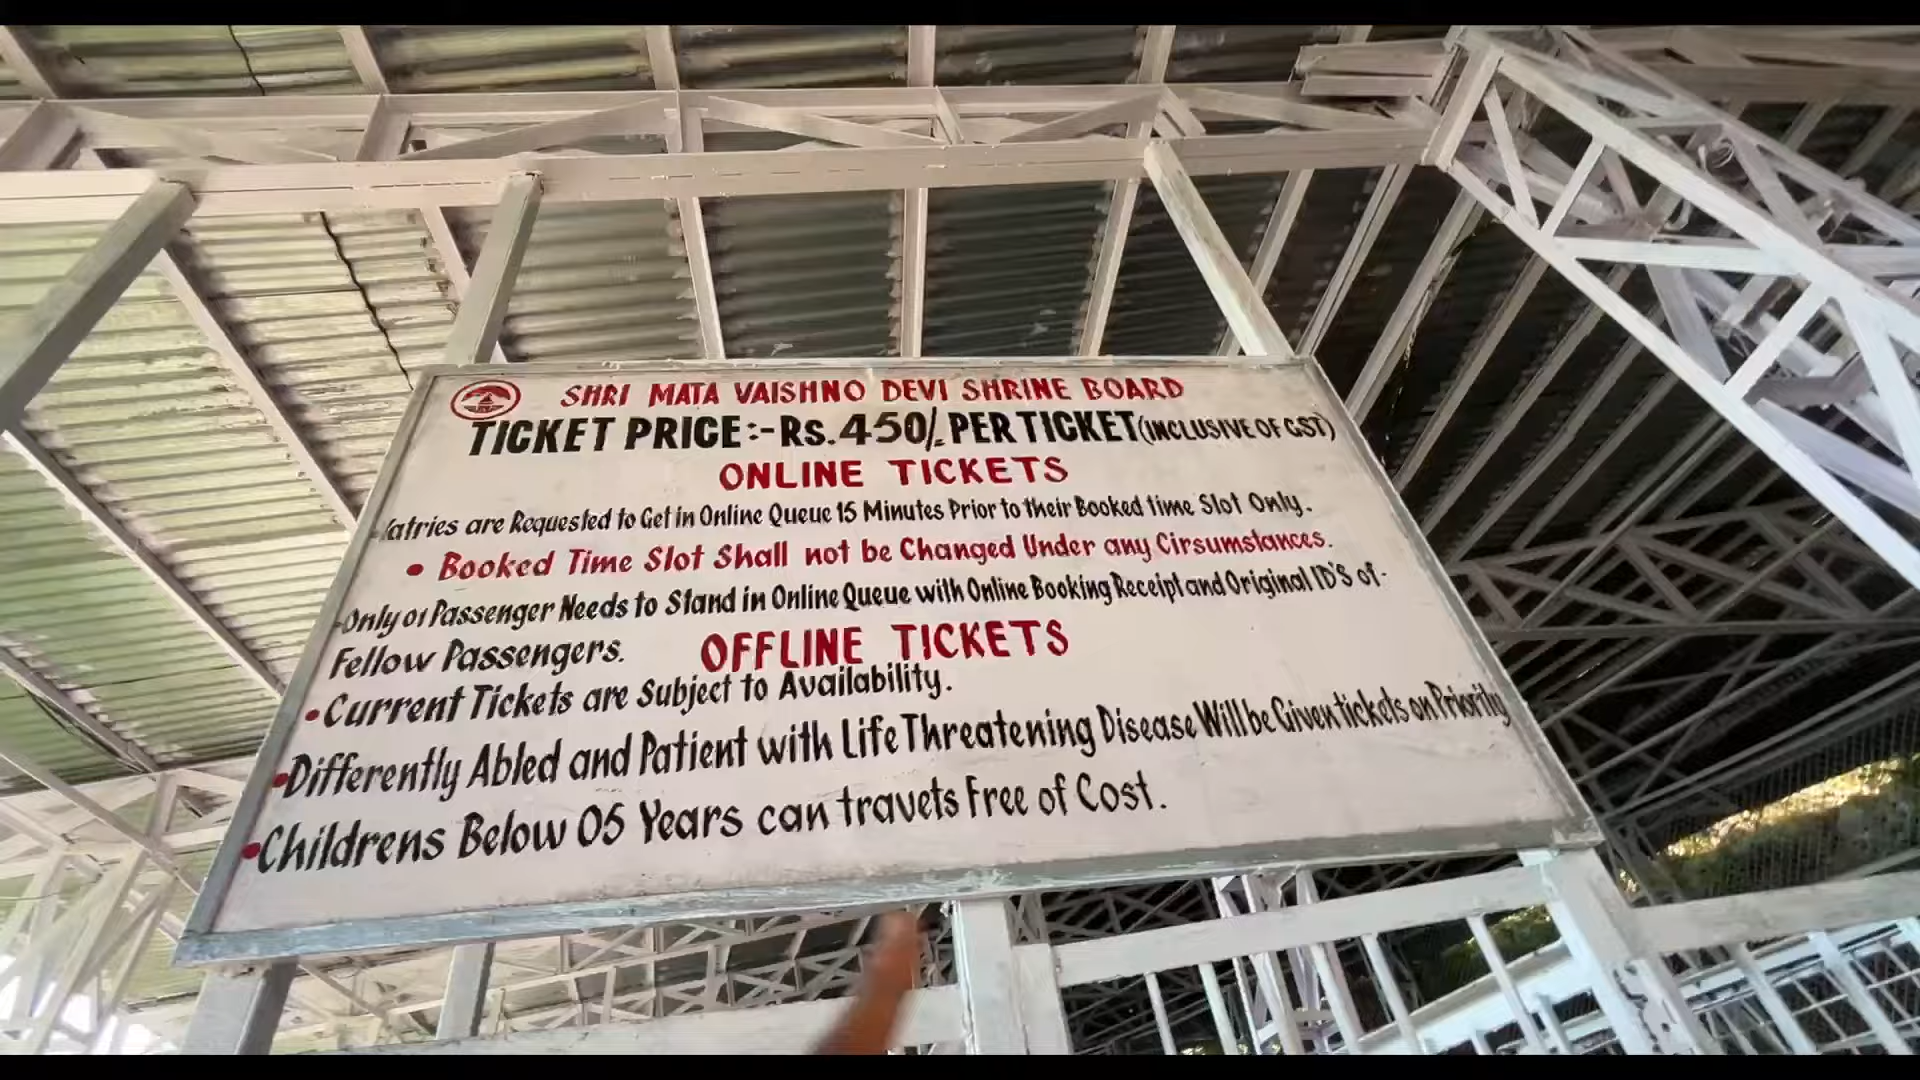 SHRI MATA VAISHNO DEVI SHRINE BOARD
TICKET PRICE:-Rs.450/- PER TICKET (INCLUSIVE OF GST)
ONLINE TICKETS
Yatries are Requested to Get in Online Queue 15 Minutes Prior to their Booked time Slot Only.
• Booked Time Slot Shall not be Changed Under any Cirsumstances.
Only 01 Passenger Needs to Stand in Online Queue with Online Booking Receipt and Original ID'S of-
Fellow Passengers.
OFFLINE TICKETS
• Current Tickets are Subject to Availability.
• Differently Abled and Patient with Life Threatening Disease Will be Given tickets on Priority
• Childrens Below 05 Years can travets Free of Cost.